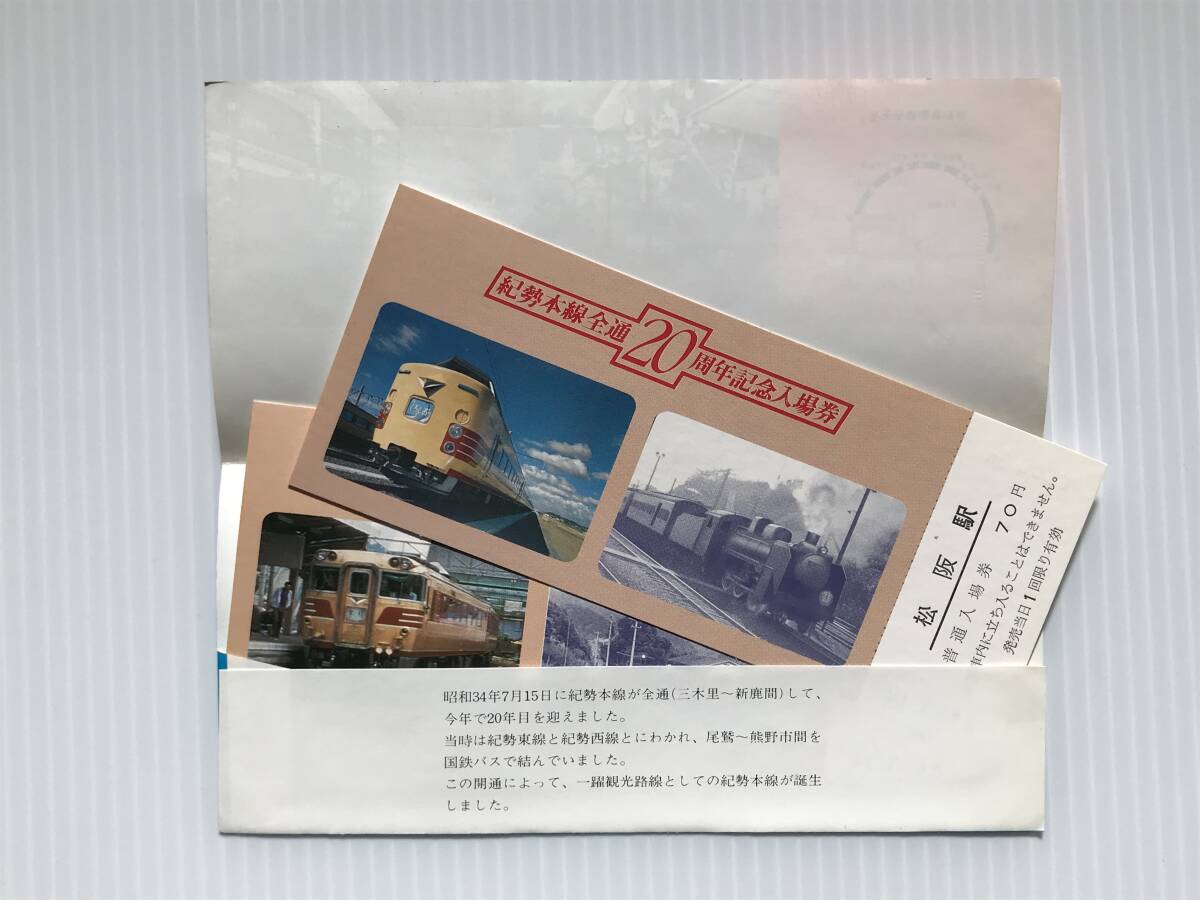 紀勢本線全通20周年記念入場券
松阪駅
普通入場券 70円
車内に立ち入ることはできません。
発売当日1回限り有効
昭和34年7月15日に紀勢本線が全通(三木里～新鹿間)して、
今年で20年目を迎えました。
当時は紀勢東線と紀勢西線とにわかれ、尾鷲～熊野市間を
国鉄バスで結んでいました。
この開通によって、一躍観光路線としての紀勢本線が誕生
しました。